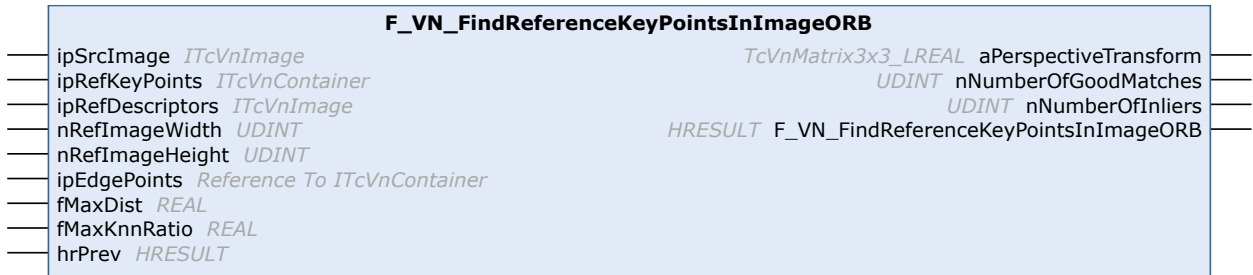 F_VN_FindReferenceKeyPointsInImageORB
ipSrcImage ITcVnImage TcVnMatrix3x3_LREAL aPerspectiveTransform
ipRefKeyPoints ITcVnContainer UDINT nNumberOfGoodMatches
ipRefDescriptors ITcVnImage UDINT nNumberOfInliers
nRefImageWidth UDINT HRESULT F_VN_FindReferenceKeyPointsInImageORB
nRefImageHeight UDINT
ipEdgePoints Reference To ITcVnContainer
fMaxDist REAL
fMaxKnnRatio REAL
hrPrev HRESULT